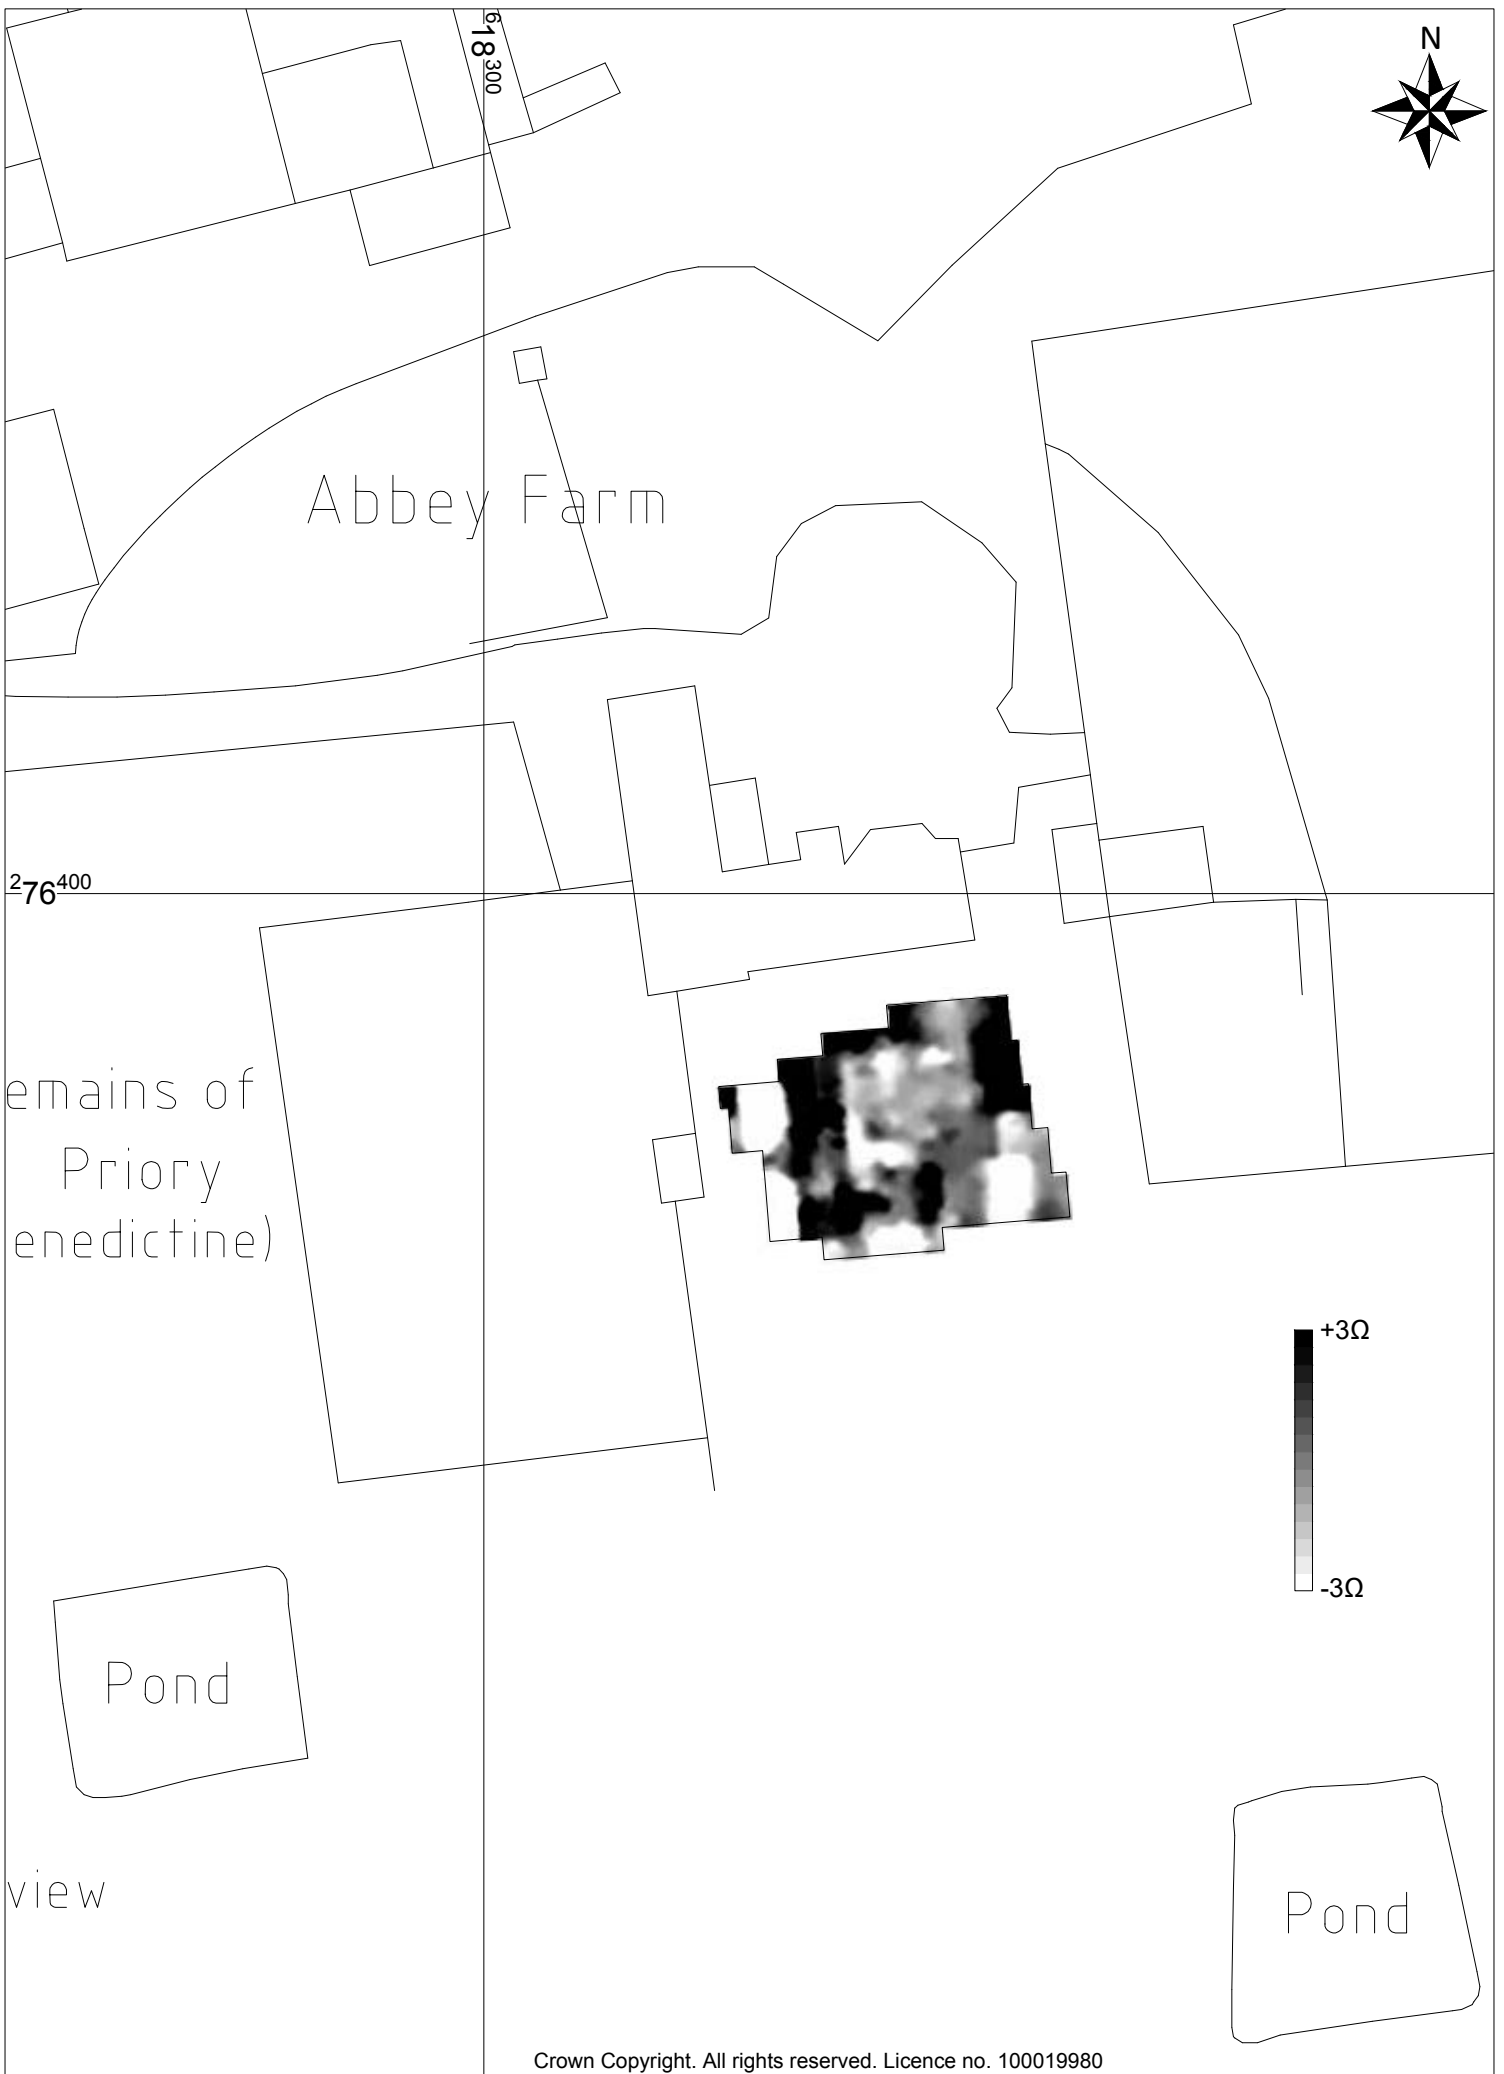 618300
N
Abbey Farm
276400
emains of
Priory
enedictine)
+3Ω
-3Ω
Pond
view
Pond
Crown Copyright. All rights reserved. Licence no. 100019980